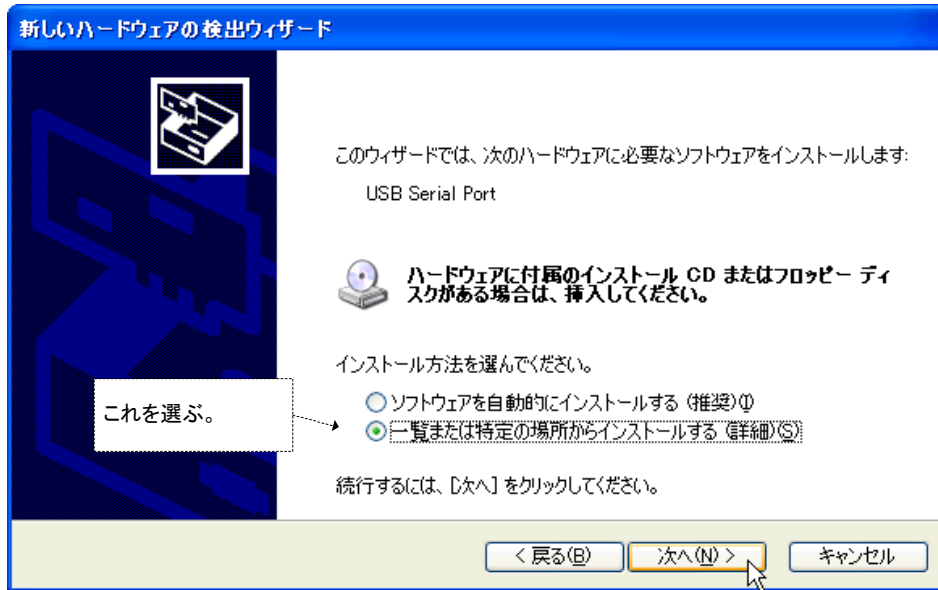 新しいハードウェアの検出ウィザード
このウィザードでは、次のハードウェアに必要なソフトウェアをインストールします:
USB Serial Port
ハードウェアに付属のインストール CD またはフロッピー ディ
スクがある場合は、挿入してください。
インストール方法を選んでください。
ソフトウェアを自動的にインストールする (推奨)(I)
これを選ぶ。
一覧または特定の場所からインストールする (詳細)(S)
続行するには、[次へ] をクリックしてください。
< 戻る(B)
次へ(N) >
キャンセル